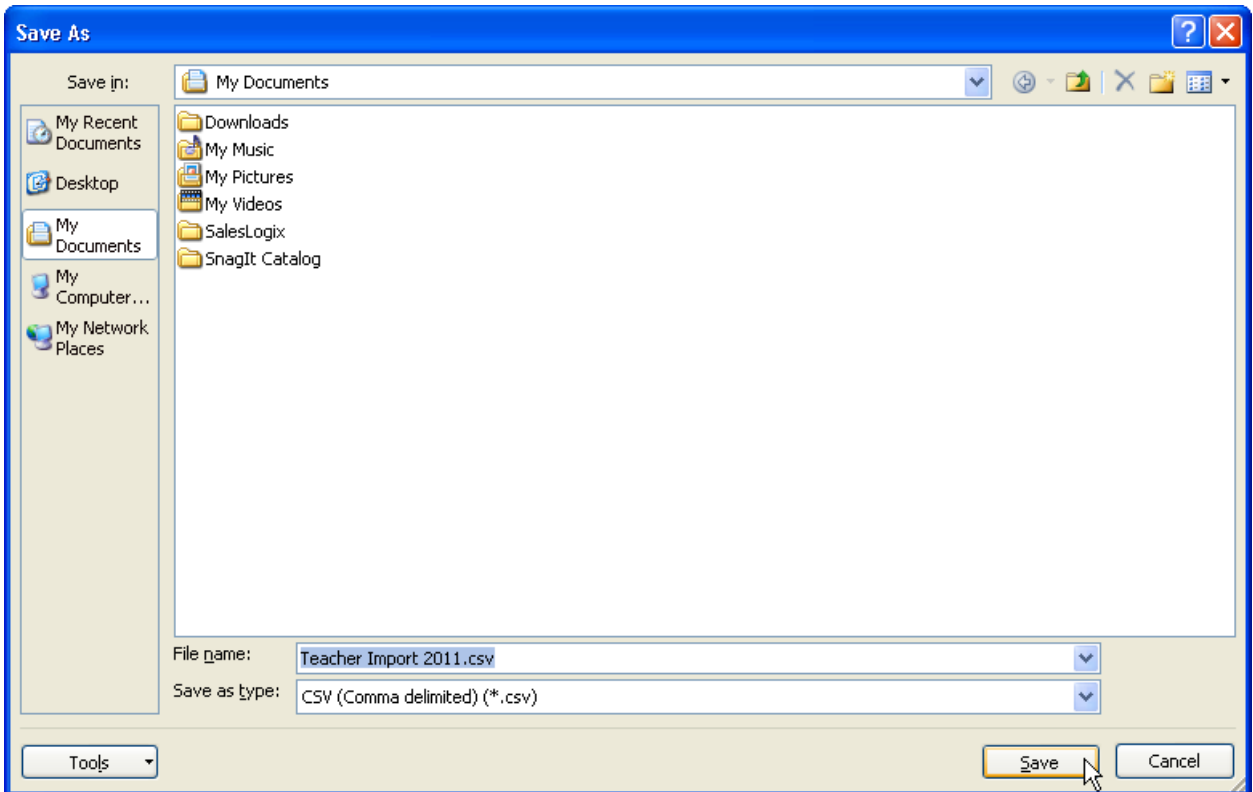 Save As
Save in:
My Documents
My Recent
Documents
Desktop
My
Documents
My
Computer...
My Network
Places
Downloads
My Music
My Pictures
My Videos
SalesLogix
SnagIt Catalog
File name:
Teacher Import 2011.csv
Save as type:
CSV (Comma delimited) (*.csv)
Tools
Save
Cancel